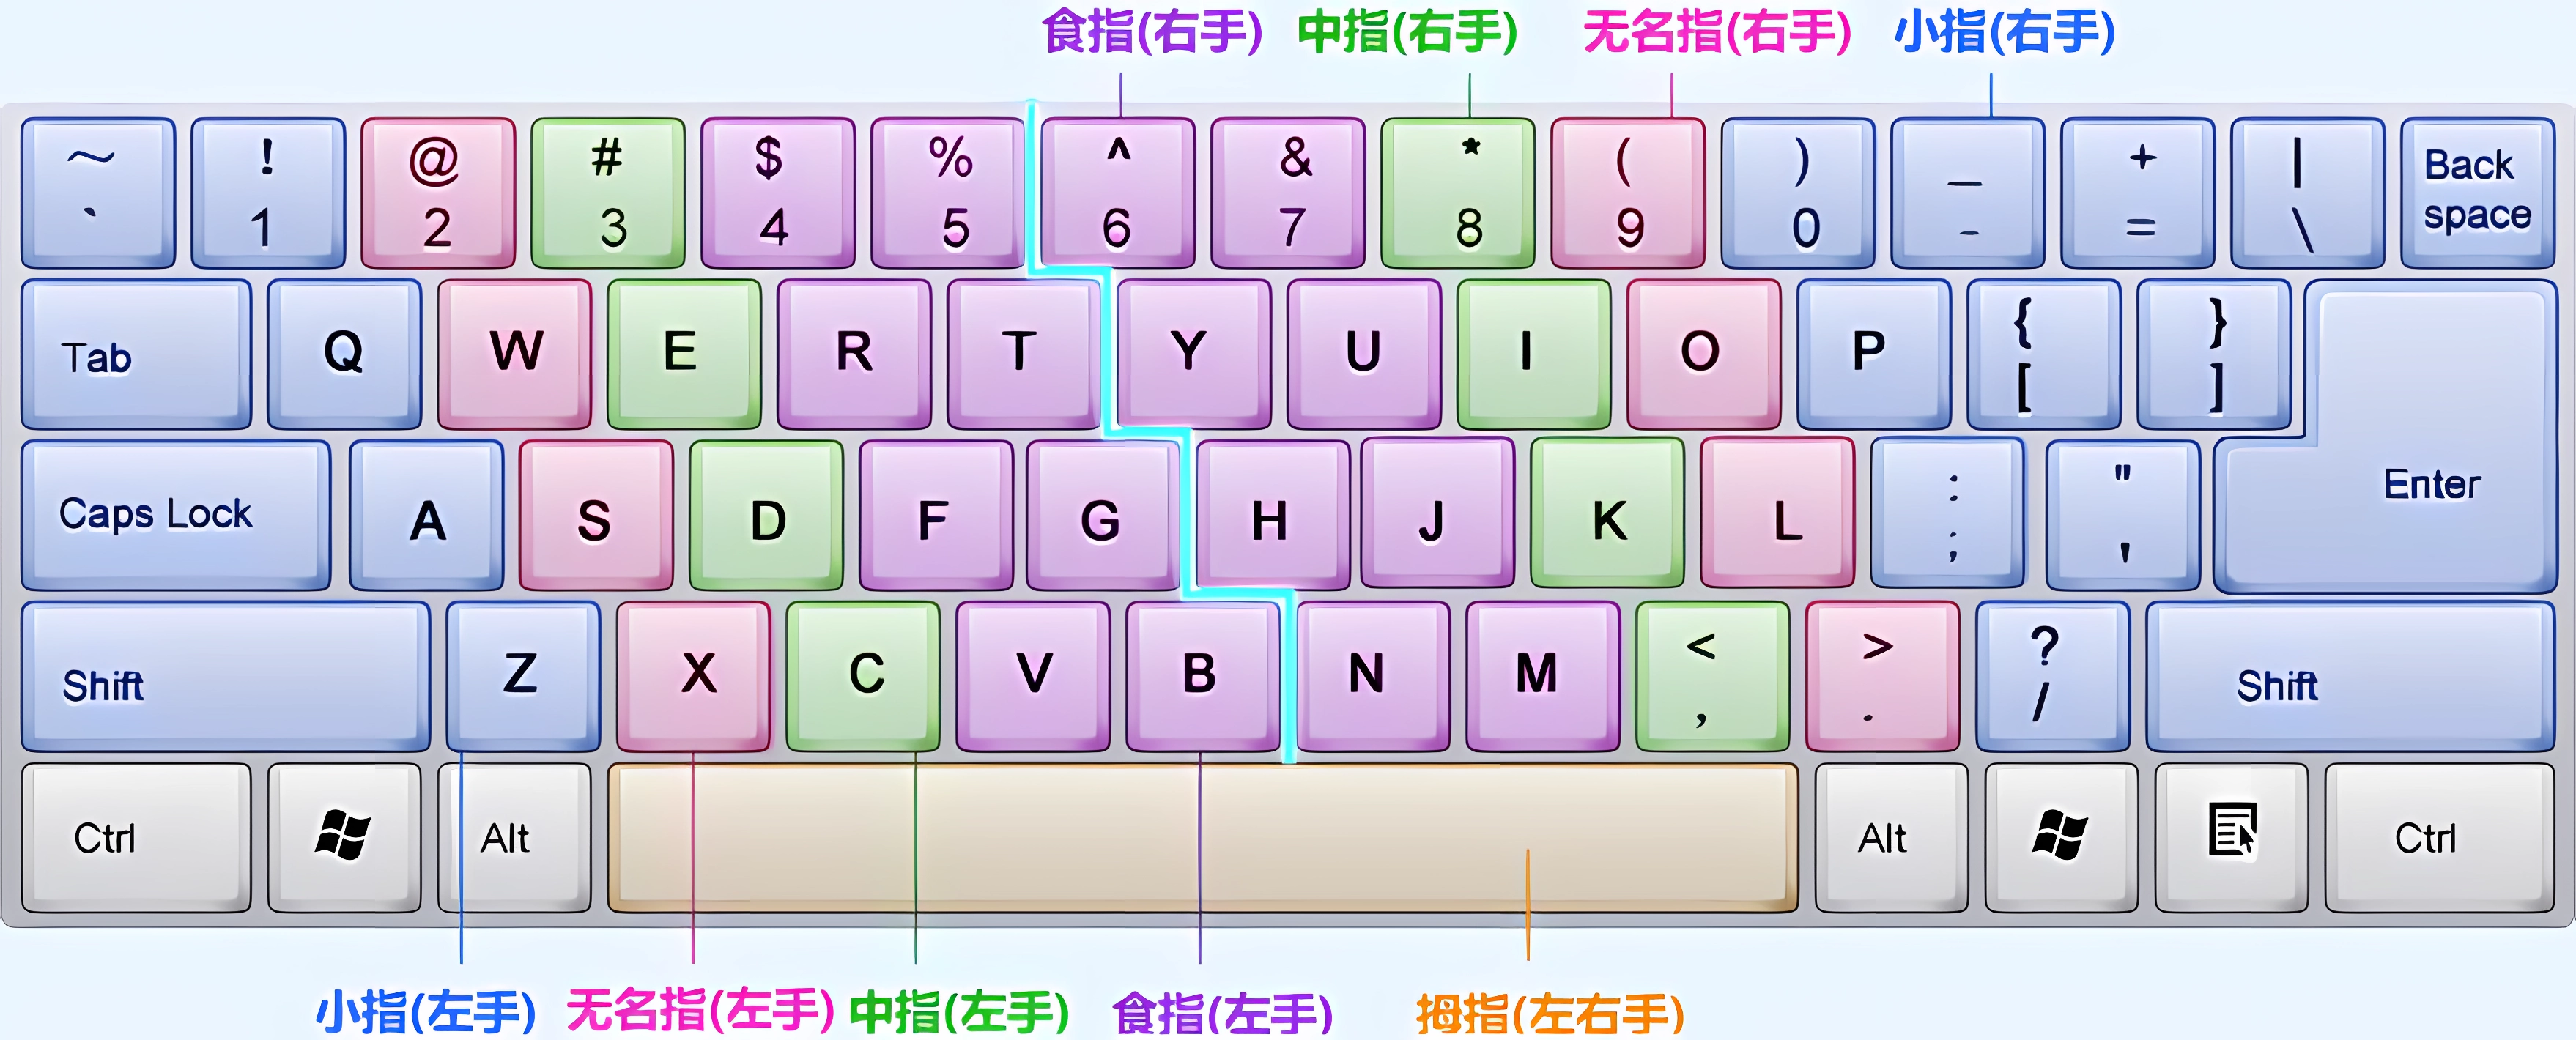 食指(右手) 中指(右手) 无名指(右手) 小指(右手)
~ ! @ # $ % ^ & * ( ) _ + | Back
` 1 2 3 4 5 6 7 8 9 0 - = \ space
Tab Q W E R T Y U I O P { [ } ]
Caps Lock A S D F G H J K L : ; " ' Enter
Shift Z X C V B N M < , > . ? / Shift
Ctrl Alt Alt Ctrl
小指(左手) 无名指(左手) 中指(左手) 食指(左手) 拇指(左右手)